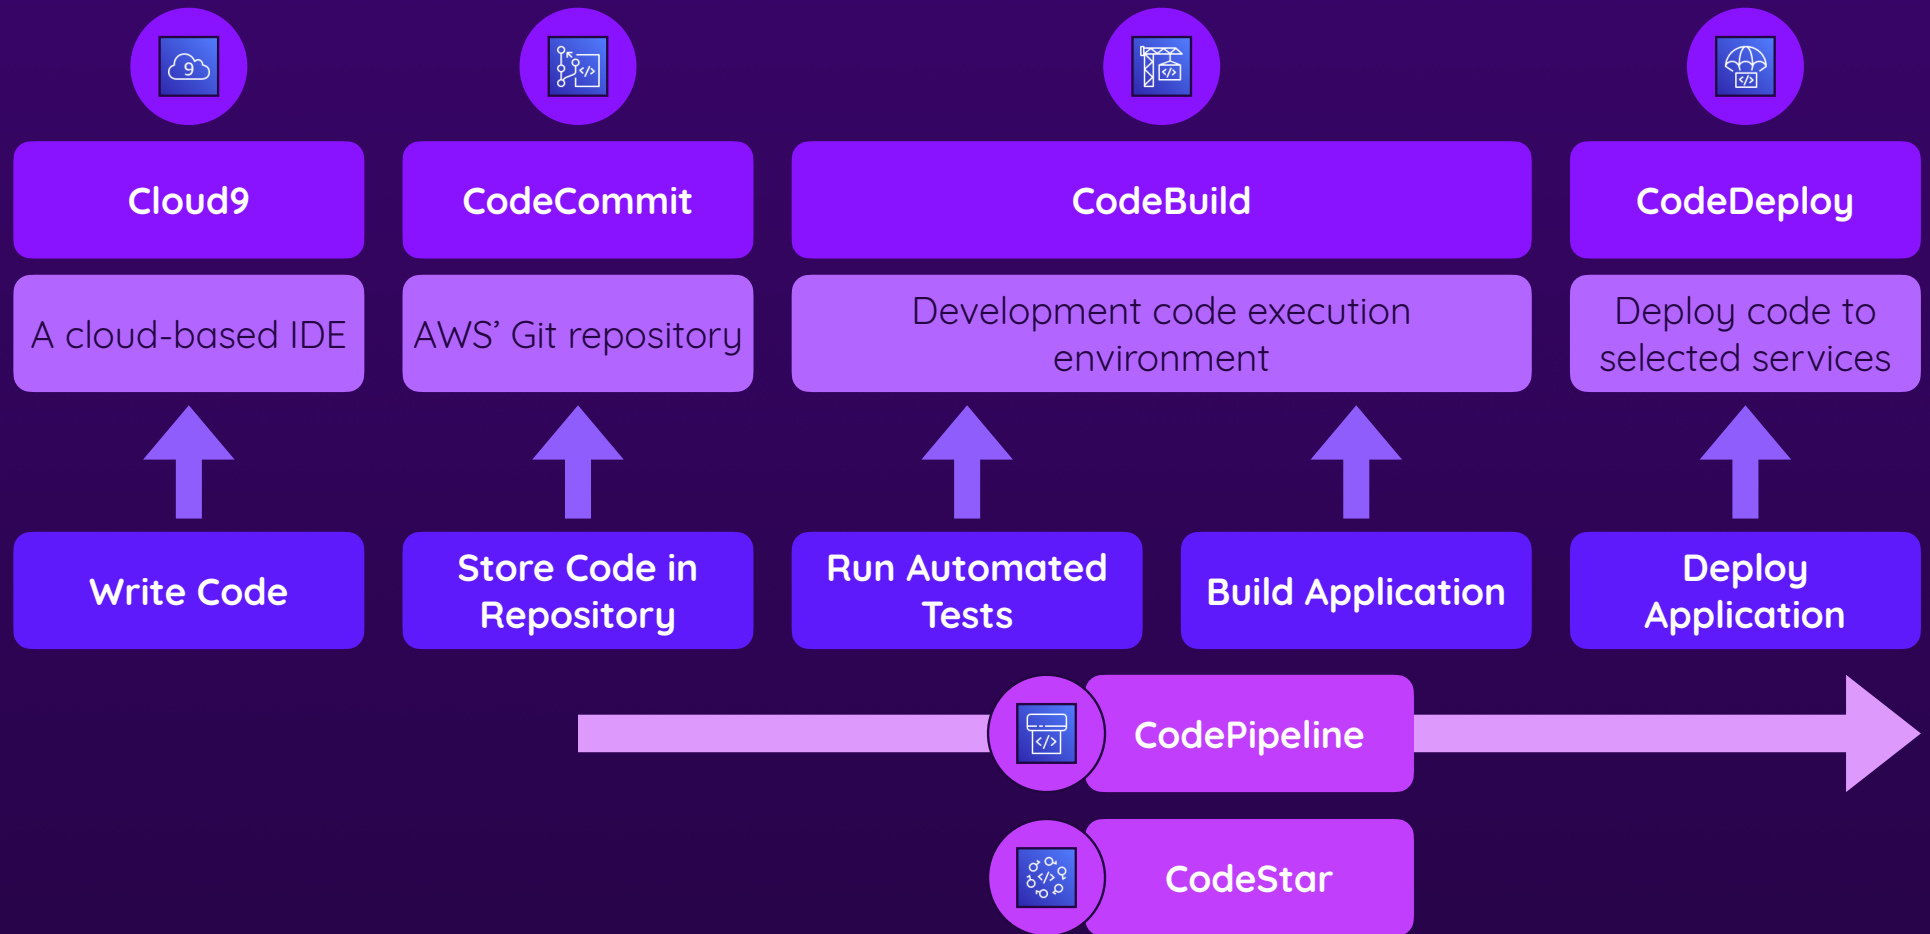 9
Cloud9
CodeCommit
CodeBuild
CodeDeploy
A cloud-based IDE
AWS’ Git repository
Development code execution
environment
Deploy code to
selected services
Write Code
Store Code in
Repository
Run Automated
Tests
Build Application
Deploy
Application
CodePipeline
CodeStar